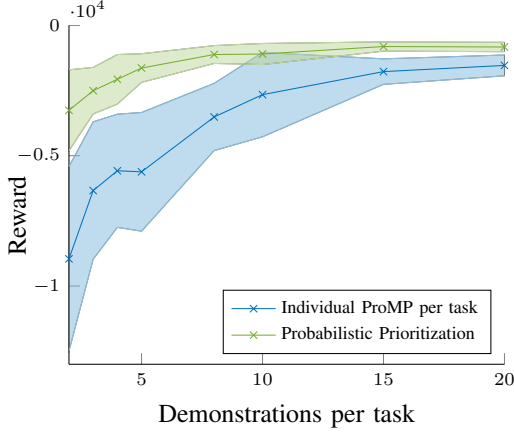 ·10⁴
0
−0.5
−1
Reward
Individual ProMP per task
Probabilistic Prioritization
5
10
15
20
Demonstrations per task